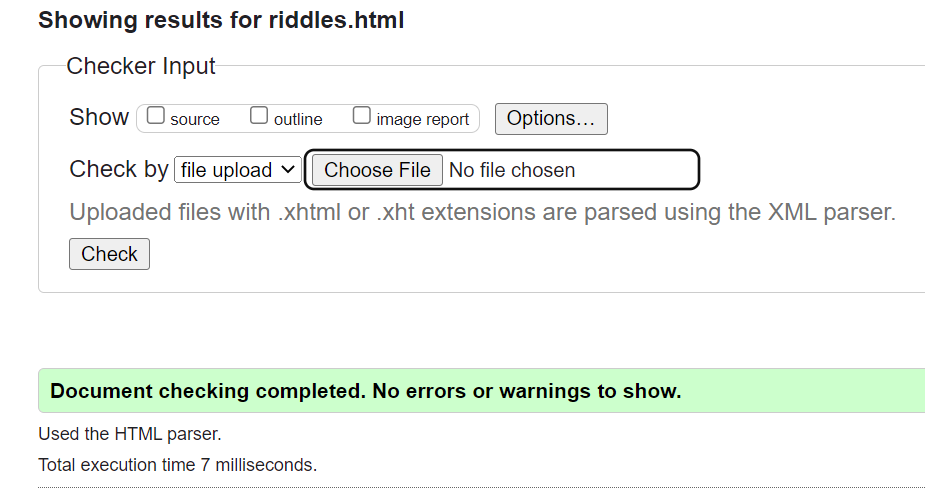 Showing results for riddles.html
Checker Input
Show source outline image report Options...
Check by file upload Choose File No file chosen
Uploaded files with .xhtml or .xht extensions are parsed using the XML parser.
Check
Document checking completed. No errors or warnings to show.
Used the HTML parser.
Total execution time 7 milliseconds.